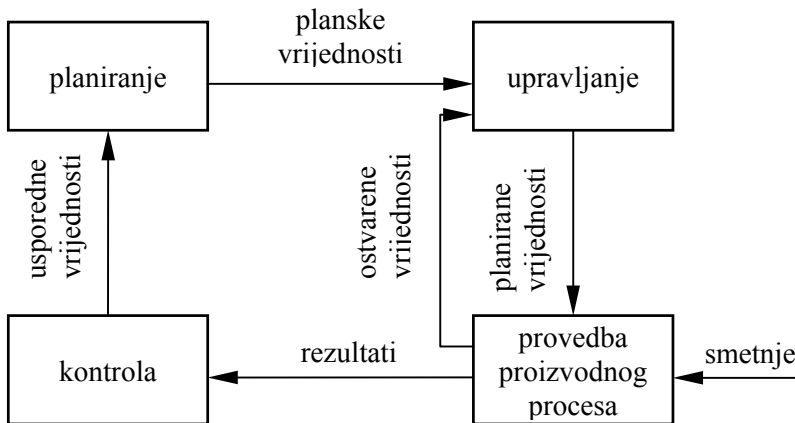 planiranje
planske
vrijednosti
upravljanje
usporedne
vrijednosti
ostvarene
vrijednosti
planirane
vrijednosti
kontrola
rezultati
provedba
proizvodnog
procesa
smetnje